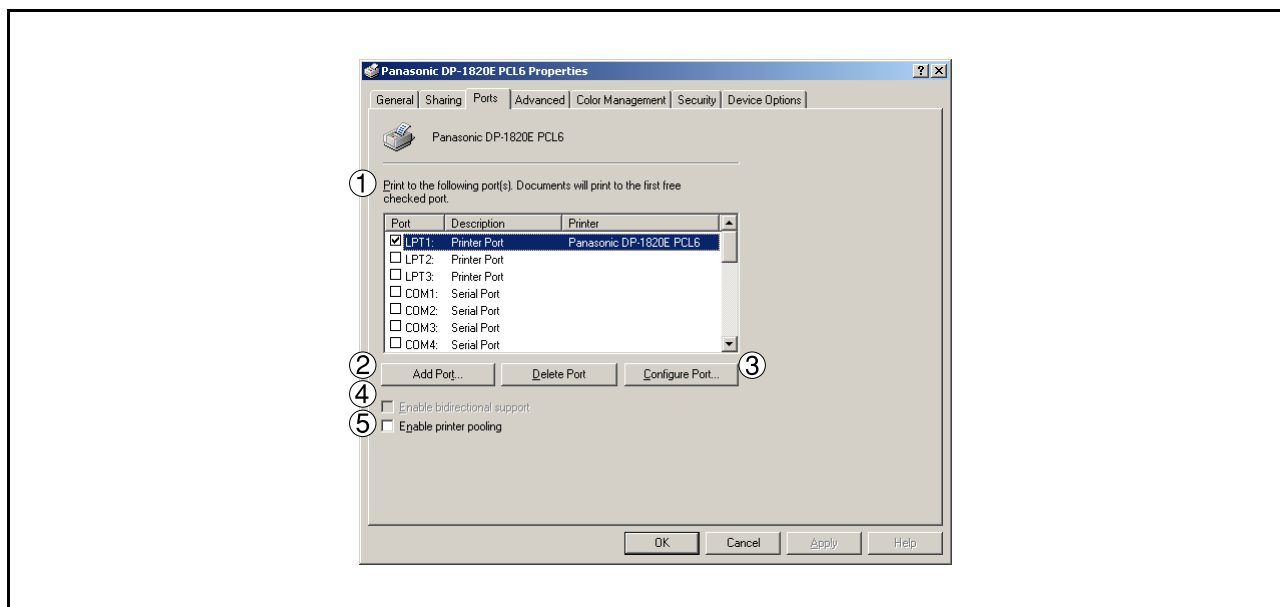 Panasonic DP-1820E PCL6 Properties
General Sharing Ports Advanced Color Management Security Device Options
Panasonic DP-1820E PCL6
① Print to the following port(s). Documents will print to the first free
checked port.
Port Description Printer
LPT1: Printer Port Panasonic DP-1820E PCL6
LPT2: Printer Port
LPT3: Printer Port
COM1: Serial Port
COM2: Serial Port
COM3: Serial Port
COM4: Serial Port
② Add Port... Delete Port Configure Port... ③
④ Enable bidirectional support
⑤ Enable printer pooling
OK Cancel Apply Help